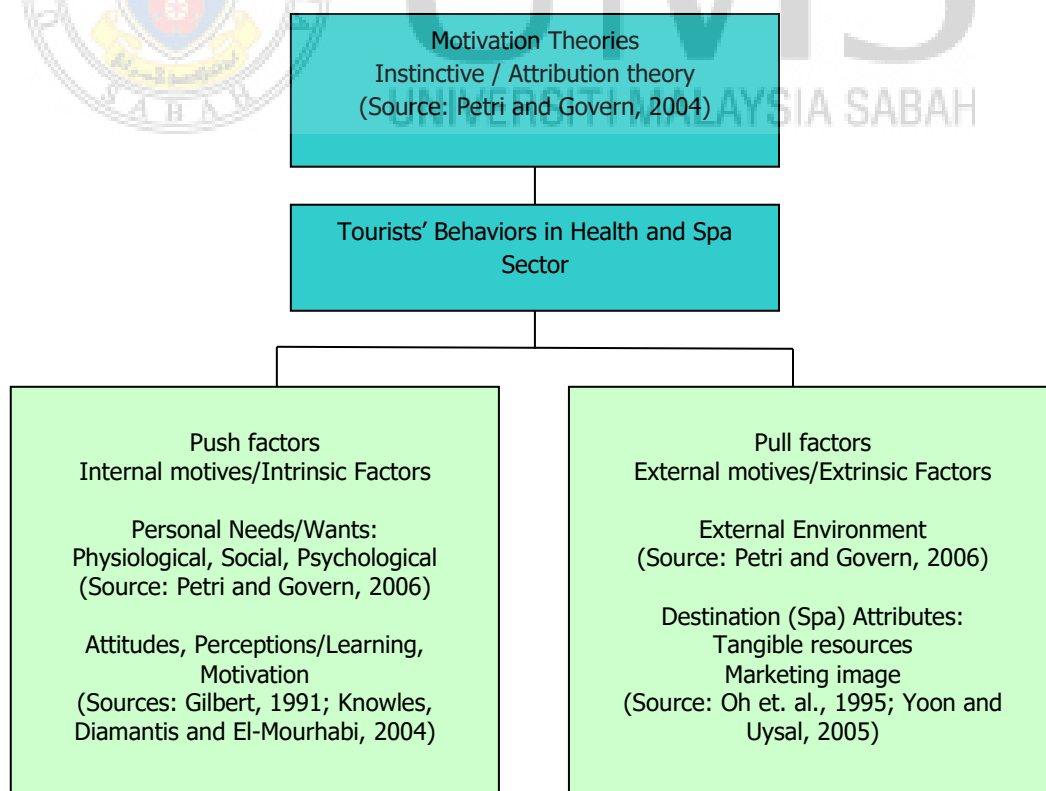 UMS
UNIVERSITI MALAYSIA SABAH
SABAH
Motivation Theories
Instinctive / Attribution theory
(Source: Petri and Govern, 2004)
Tourists’ Behaviors in Health and Spa
Sector
Push factors
Internal motives/Intrinsic Factors
Personal Needs/Wants:
Physiological, Social, Psychological
(Source: Petri and Govern, 2006)
Attitudes, Perceptions/Learning,
Motivation
(Sources: Gilbert, 1991; Knowles,
Diamantis and El-Mourhabi, 2004)
Pull factors
External motives/Extrinsic Factors
External Environment
(Source: Petri and Govern, 2006)
Destination (Spa) Attributes:
Tangible resources
Marketing image
(Source: Oh et. al., 1995; Yoon and
Uysal, 2005)